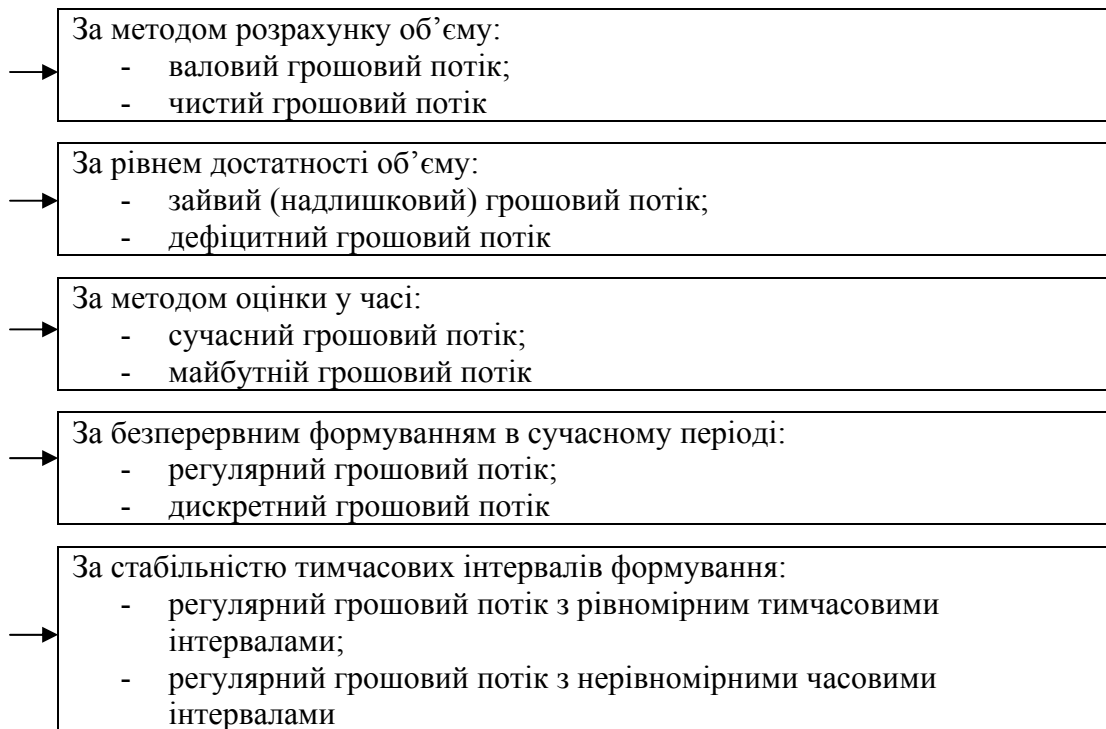 За методом розрахунку об’єму:
- валовий грошовий потік;
- чистий грошовий потік
За рівнем достатності об’єму:
- зайвий (надлишковий) грошовий потік;
- дефіцитний грошовий потік
За методом оцінки у часі:
- сучасний грошовий потік;
- майбутній грошовий потік
За безперервним формуванням в сучасному періоді:
- регулярний грошовий потік;
- дискретний грошовий потік
За стабільністю тимчасових інтервалів формування:
- регулярний грошовий потік з рівномірним тимчасовими
інтервалами;
- регулярний грошовий потік з нерівномірними часовими
інтервалами